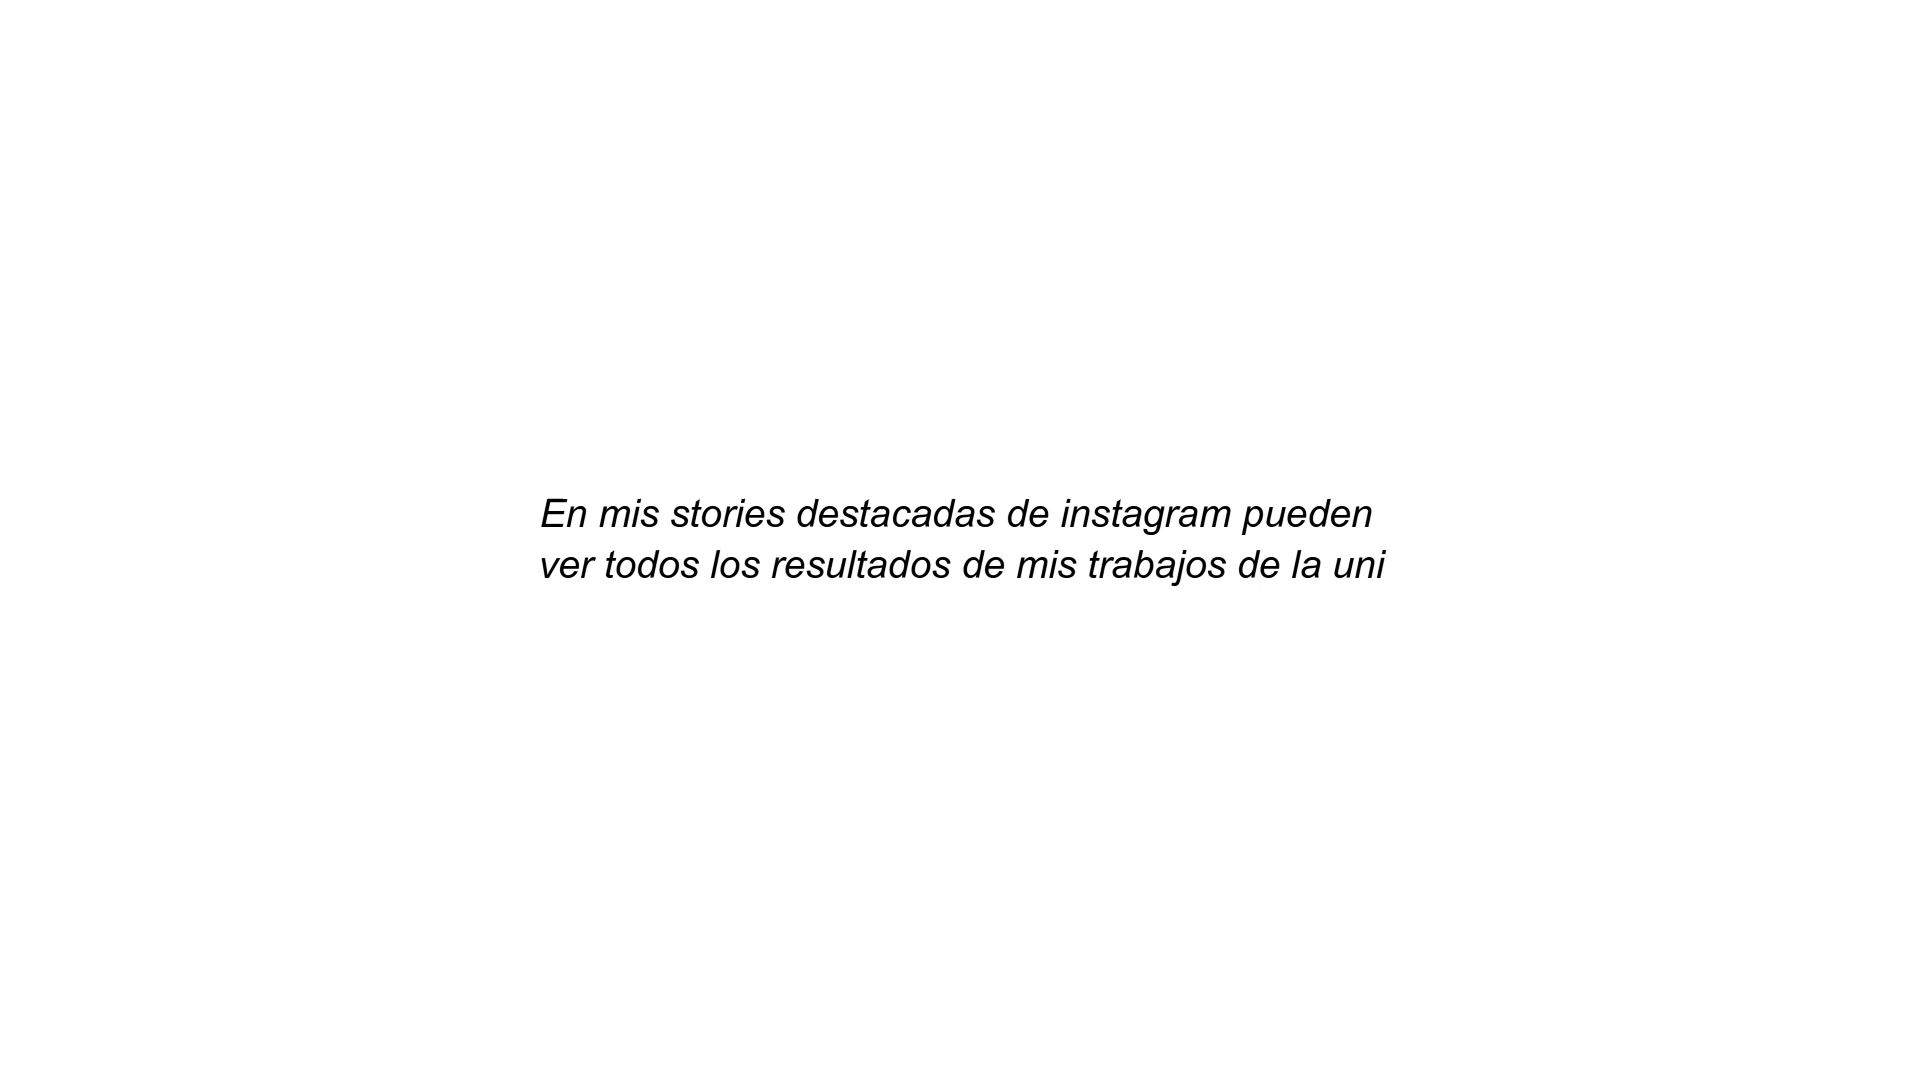 En mis stories destacadas de instagram pueden
ver todos los resultados de mis trabajos de la uni